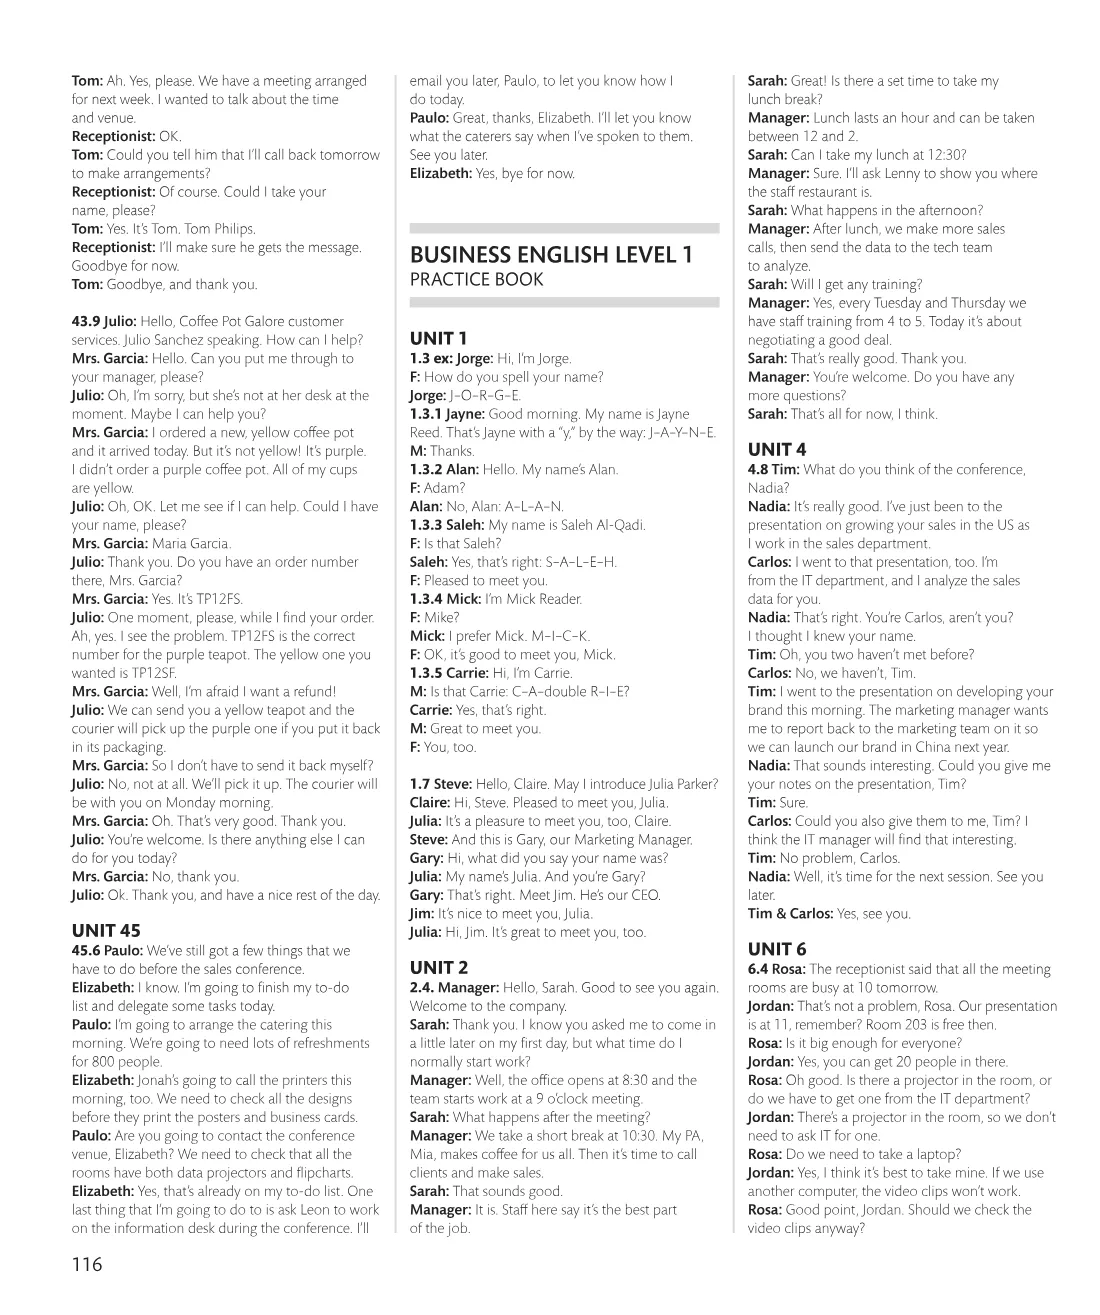 Tom: Ah. Yes, please. We have a meeting arranged
for next week. I wanted to talk about the time
and venue.
Receptionist: OK.
Tom: Could you tell him that I'll call back tomorrow
to make arrangements?
Receptionist: Of course. Could I take your
name, please?
Tom: Yes. It's Tom. Tom Philips.
Receptionist: I'll make sure he gets the message.
Goodbye for now.
Tom: Goodbye, and thank you.
43.9 Julio: Hello, Coffee Pot Galore customer
services. Julio Sanchez speaking. How can I help?
Mrs. Garcia: Hello. Can you put me through to
your manager, please?
Julio: Oh, I'm sorry, but she's not at her desk at the
moment. Maybe I can help you?
Mrs. Garcia: I ordered a new, yellow coffee pot
and it arrived today. But it's not yellow! It's purple.
I didn't order a purple coffee pot. All of my cups
are yellow.
Julio: Oh, OK. Let me see if I can help. Could I have
your name, please?
Mrs. Garcia: Maria Garcia.
Julio: Thank you. Do you have an order number
there, Mrs. Garcia?
Mrs. Garcia: Yes. It's TP12FS.
Julio: One moment, please, while I find your order.
Ah, yes. I see the problem. TP12FS is the correct
number for the purple teapot. The yellow one you
wanted is TP12SF.
Mrs. Garcia: Well, I'm afraid I want a refund!
Julio: We can send you a yellow teapot and the
courier will pick up the purple one if you put it back
in its packaging.
Mrs. Garcia: So I don't have to send it back myself?
Julio: No, not at all. We'll pick it up. The courier will
be with you on Monday morning.
Mrs. Garcia: Oh. That's very good. Thank you.
Julio: You're welcome. Is there anything else I can
do for you today?
Mrs. Garcia: No, thank you.
Julio: Ok. Thank you, and have a nice rest of the day.
UNIT 45
45.6 Paulo: We've still got a few things that we
have to do before the sales conference.
Elizabeth: I know. I'm going to finish my to-do
list and delegate some tasks today.
Paulo: I'm going to arrange the catering this
morning. We're going to need lots of refreshments
for 800 people.
Elizabeth: Jonah's going to call the printers this
morning, too. We need to check all the designs
before they print the posters and business cards.
Paulo: Are you going to contact the conference
venue, Elizabeth? We need to check that all the
rooms have both data projectors and flipcharts.
Elizabeth: Yes, that's already on my to-do list. One
last thing that I'm going to do to is ask Leon to work
on the information desk during the conference. I'll
email you later, Paulo, to let you know how I
do today.
Paulo: Great, thanks, Elizabeth. I'll let you know
what the caterers say when I've spoken to them.
See you later.
Elizabeth: Yes, bye for now.
BUSINESS ENGLISH LEVEL 1
PRACTICE BOOK
UNIT 1
1.3 ex: Jorge: Hi, I'm Jorge.
F: How do you spell your name?
Jorge: J–O–R–G–E.
1.3.1 Jayne: Good morning. My name is Jayne
Reed. That's Jayne with a “y,” by the way: J–A–Y–N–E.
M: Thanks.
1.3.2 Alan: Hello. My name's Alan.
F: Adam?
Alan: No, Alan: A–L–A–N.
1.3.3 Saleh: My name is Saleh Al-Qadi.
F: Is that Saleh?
Saleh: Yes, that's right: S–A–L–E–H.
F: Pleased to meet you.
1.3.4 Mick: I'm Mick Reader.
F: Mike?
Mick: I prefer Mick. M–I–C–K.
F: OK, it's good to meet you, Mick.
1.3.5 Carrie: Hi, I'm Carrie.
M: Is that Carrie: C–A–double R–I–E?
Carrie: Yes, that's right.
M: Great to meet you.
F: You, too.
1.7 Steve: Hello, Claire. May I introduce Julia Parker?
Claire: Hi, Steve. Pleased to meet you, Julia.
Julia: It's a pleasure to meet you, too, Claire.
Steve: And this is Gary, our Marketing Manager.
Gary: Hi, what did you say your name was?
Julia: My name's Julia. And you're Gary?
Gary: That's right. Meet Jim. He's our CEO.
Jim: It's nice to meet you, Julia.
Julia: Hi, Jim. It's great to meet you, too.
UNIT 2
2.4. Manager: Hello, Sarah. Good to see you again.
Welcome to the company.
Sarah: Thank you. I know you asked me to come in
a little later on my first day, but what time do I
normally start work?
Manager: Well, the office opens at 8:30 and the
team starts work at a 9 o'clock meeting.
Sarah: What happens after the meeting?
Manager: We take a short break at 10:30. My PA,
Mia, makes coffee for us all. Then it's time to call
clients and make sales.
Sarah: That sounds good.
Manager: It is. Staff here say it's the best part
of the job.
Sarah: Great! Is there a set time to take my
lunch break?
Manager: Lunch lasts an hour and can be taken
between 12 and 2.
Sarah: Can I take my lunch at 12:30?
Manager: Sure. I'll ask Lenny to show you where
the staff restaurant is.
Sarah: What happens in the afternoon?
Manager: After lunch, we make more sales
calls, then send the data to the tech team
to analyze.
Sarah: Will I get any training?
Manager: Yes, every Tuesday and Thursday we
have staff training from 4 to 5. Today it's about
negotiating a good deal.
Sarah: That's really good. Thank you.
Manager: You're welcome. Do you have any
more questions?
Sarah: That's all for now, I think.
UNIT 4
4.8 Tim: What do you think of the conference,
Nadia?
Nadia: It's really good. I've just been to the
presentation on growing your sales in the US as
I work in the sales department.
Carlos: I went to that presentation, too. I'm
from the IT department, and I analyze the sales
data for you.
Nadia: That's right. You're Carlos, aren't you?
I thought I knew your name.
Tim: Oh, you two haven't met before?
Carlos: No, we haven't, Tim.
Tim: I went to the presentation on developing your
brand this morning. The marketing manager wants
me to report back to the marketing team on it so
we can launch our brand in China next year.
Nadia: That sounds interesting. Could you give me
your notes on the presentation, Tim?
Tim: Sure.
Carlos: Could you also give them to me, Tim? I
think the IT manager will find that interesting.
Tim: No problem, Carlos.
Nadia: Well, it's time for the next session. See you
later.
Tim & Carlos: Yes, see you.
UNIT 6
6.4 Rosa: The receptionist said that all the meeting
rooms are busy at 10 tomorrow.
Jordan: That's not a problem, Rosa. Our presentation
is at 11, remember? Room 203 is free then.
Rosa: Is it big enough for everyone?
Jordan: Yes, you can get 20 people in there.
Rosa: Oh good. Is there a projector in the room, or
do we have to get one from the IT department?
Jordan: There's a projector in the room, so we don't
need to ask IT for one.
Rosa: Do we need to take a laptop?
Jordan: Yes, I think it's best to take mine. If we use
another computer, the video clips won't work.
Rosa: Good point, Jordan. Should we check the
video clips anyway?
116